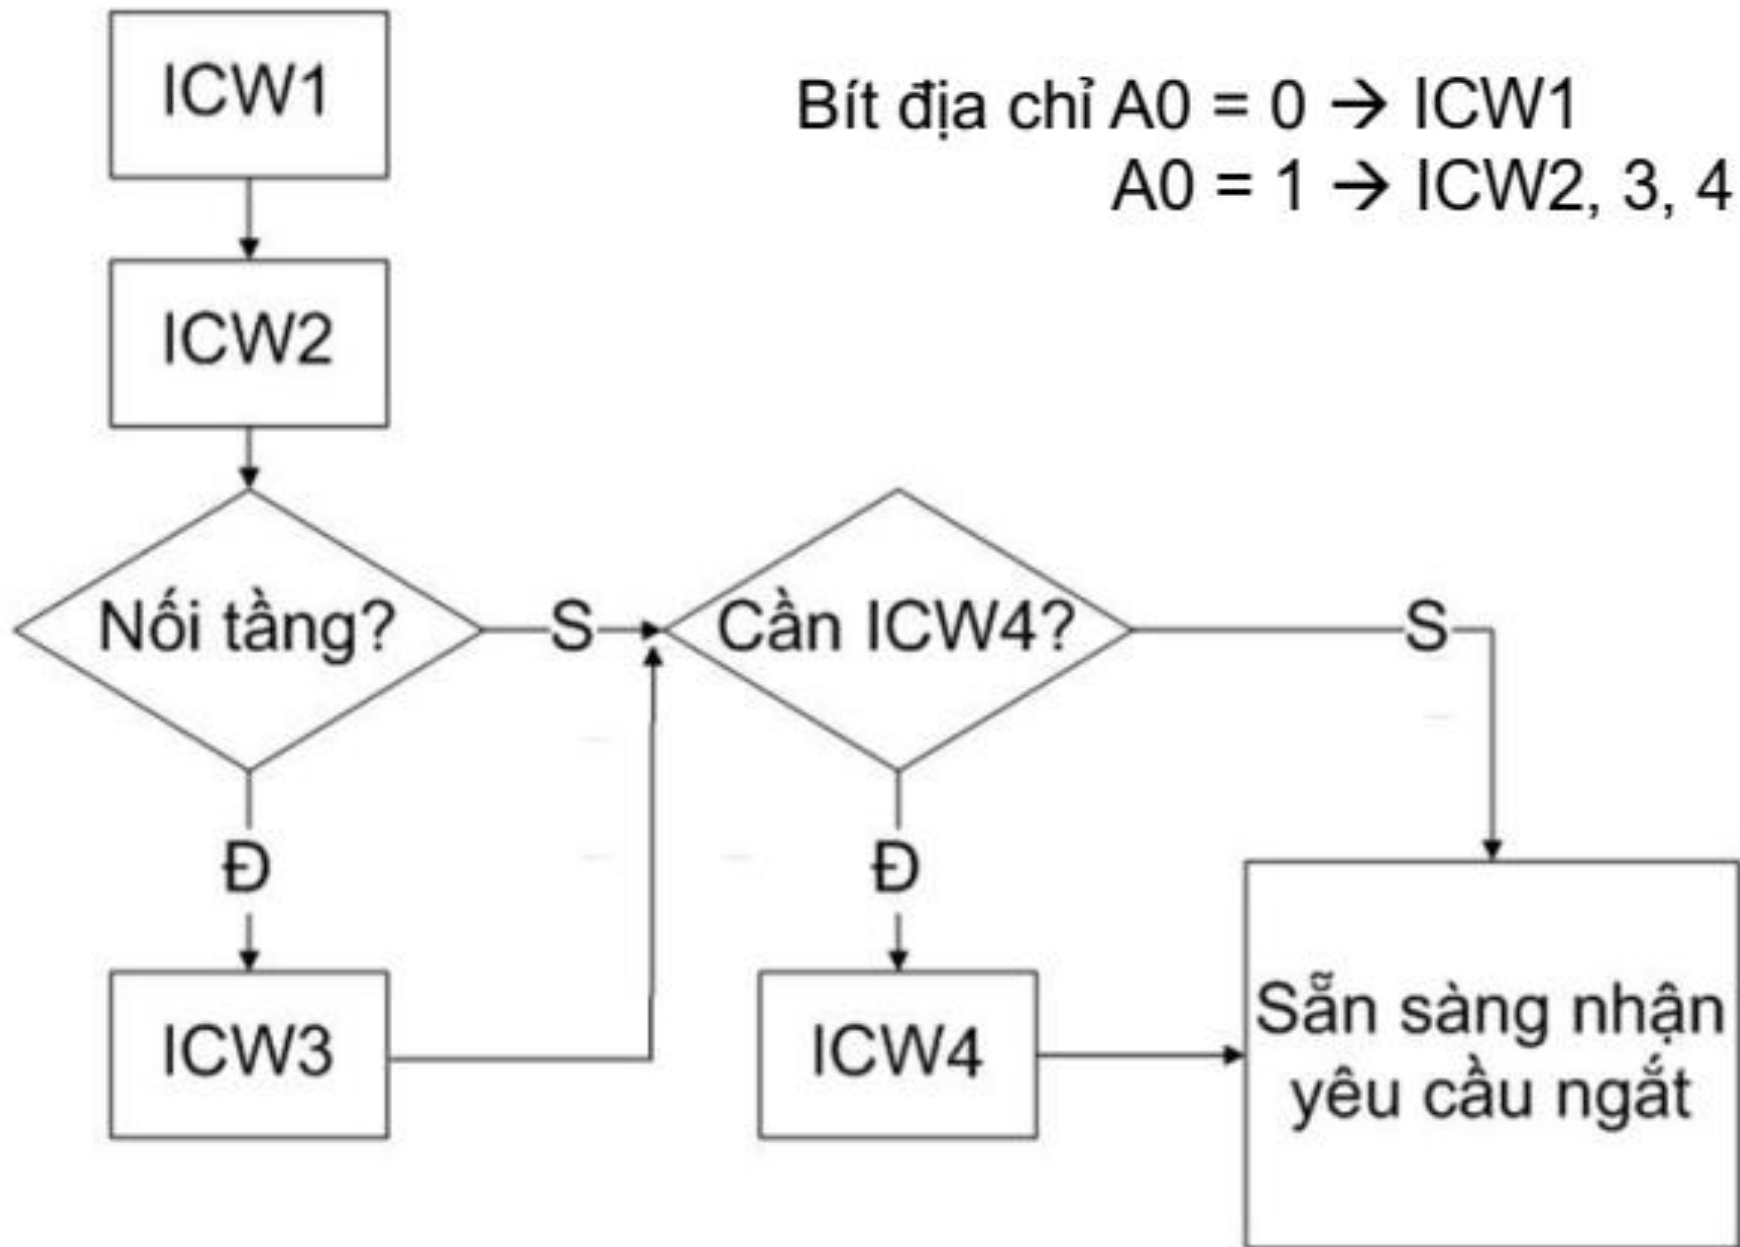 ICW1
Bít địa chỉ A0 = 0 → ICW1
A0 = 1 → ICW2, 3, 4
ICW2
Nối tầng?
S
Cần ICW4?
S
Đ
Đ
ICW3
ICW4
Sẵn sàng nhận
yêu cầu ngắt